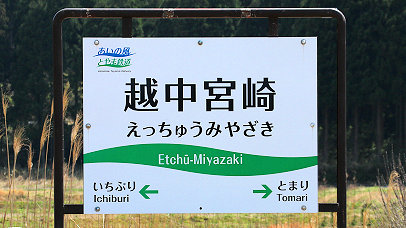 あいの風
とやま鉄道
越中宮崎
えっちゅうみやざき
Etchū-Miyazaki
いちぶり
Ichiburi
とまり
Tomari